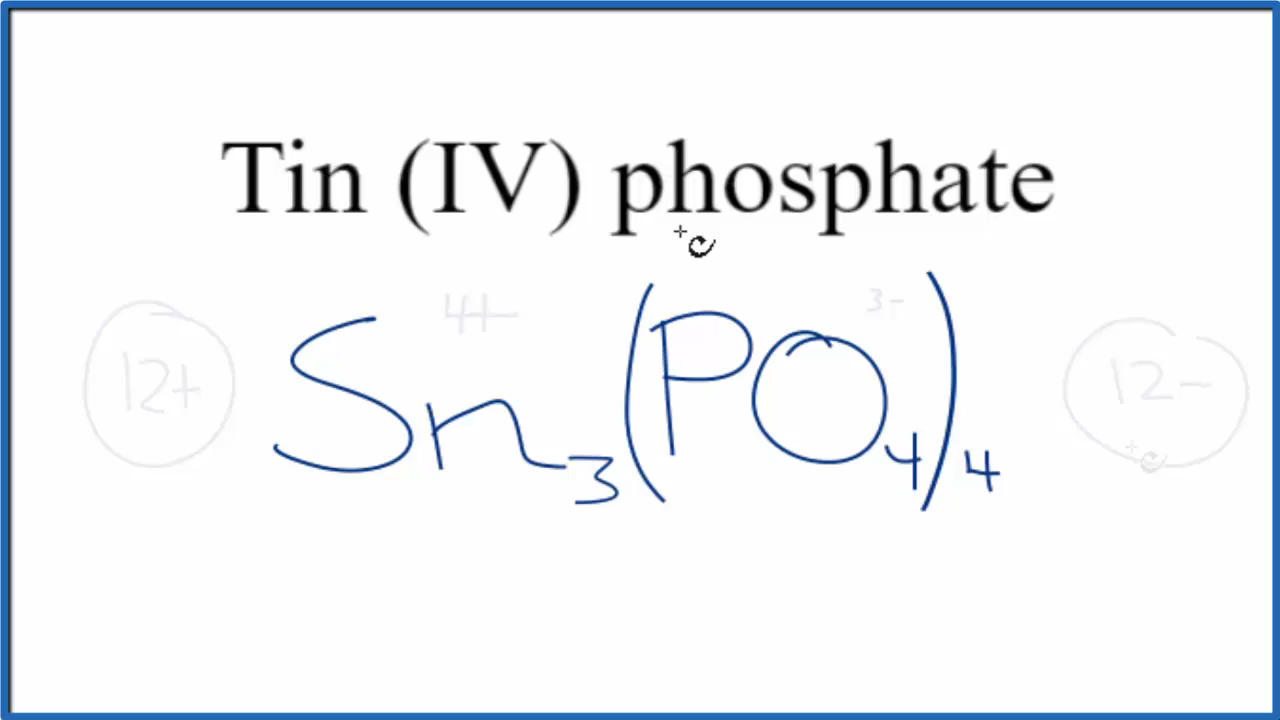 Tin (IV) phosphate
4+ 3-
12+ Sn₃(PO₄)₄ 12-